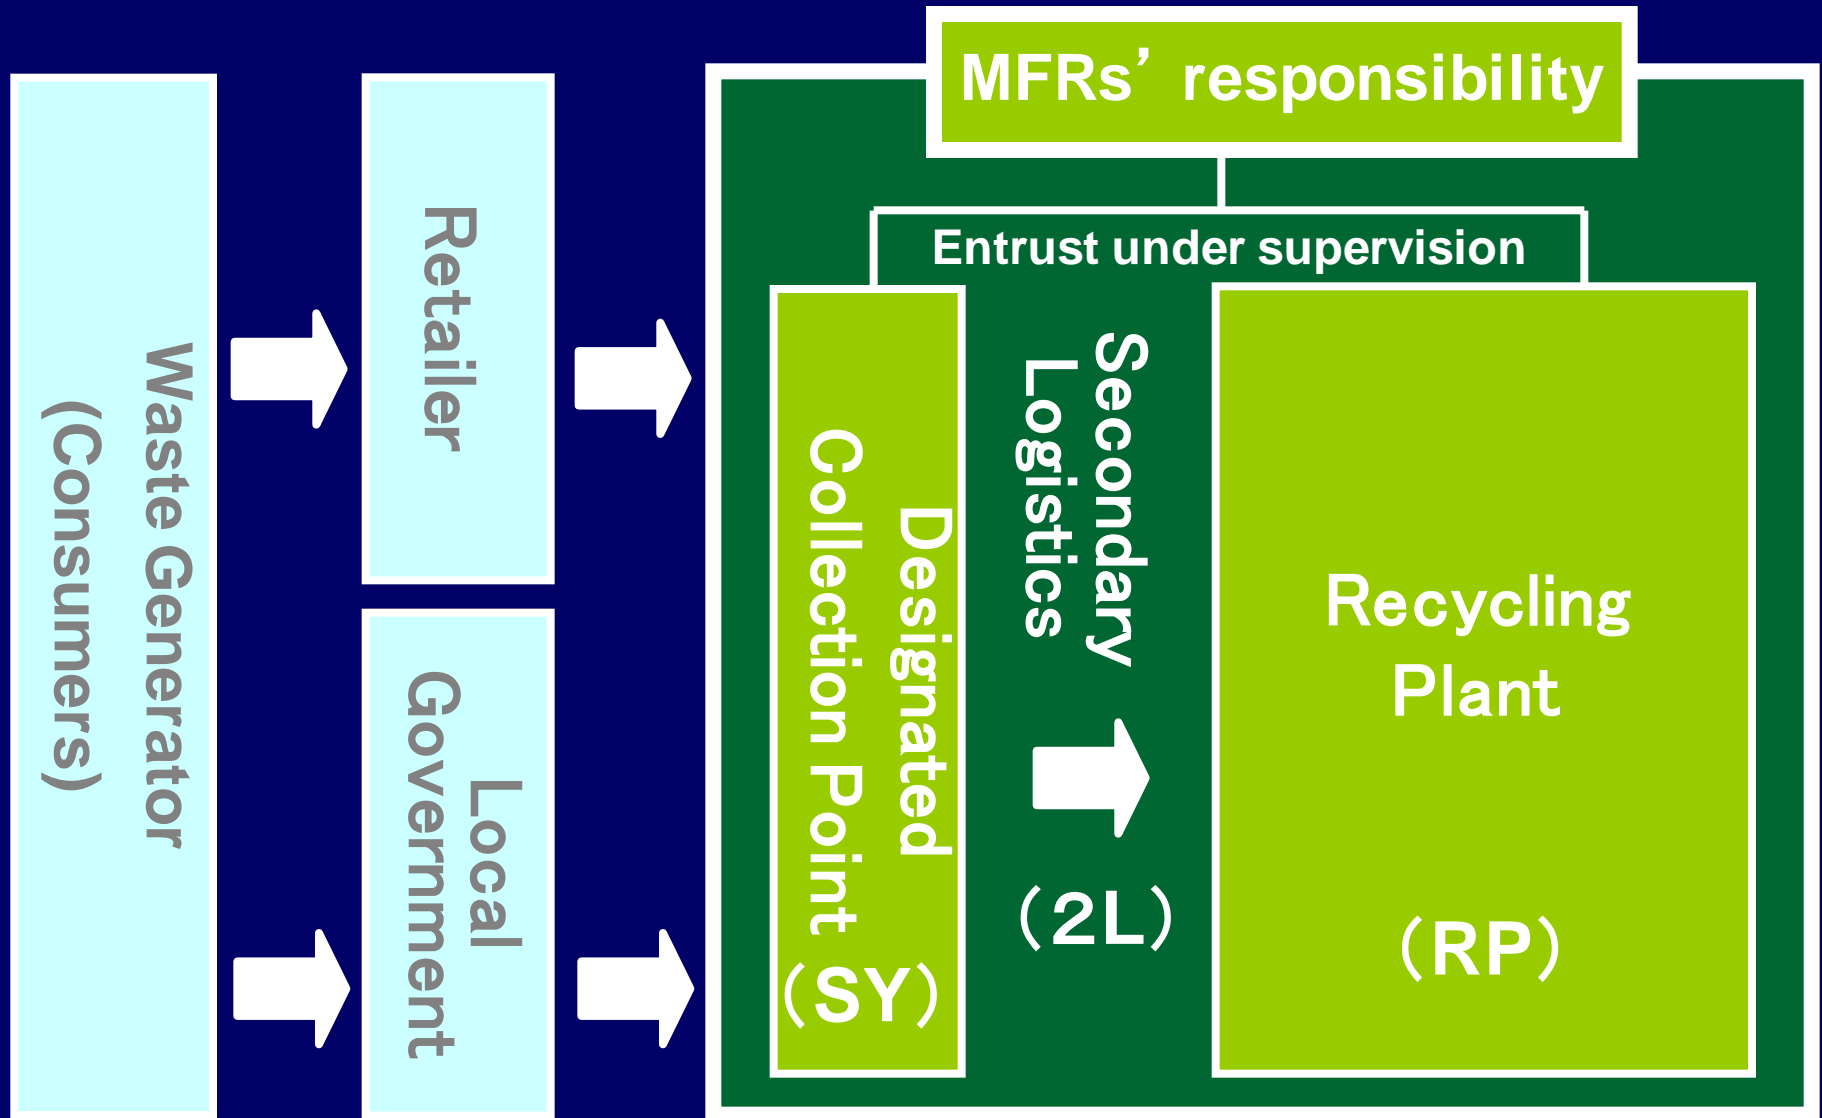 MFRs’ responsibility
Entrust under supervision
Waste Generator
(Consumers)
Retailer
Local
Government
Designated
Collection Point
（SY）
Secondary
Logistics
（2L）
Recycling
Plant
（RP）